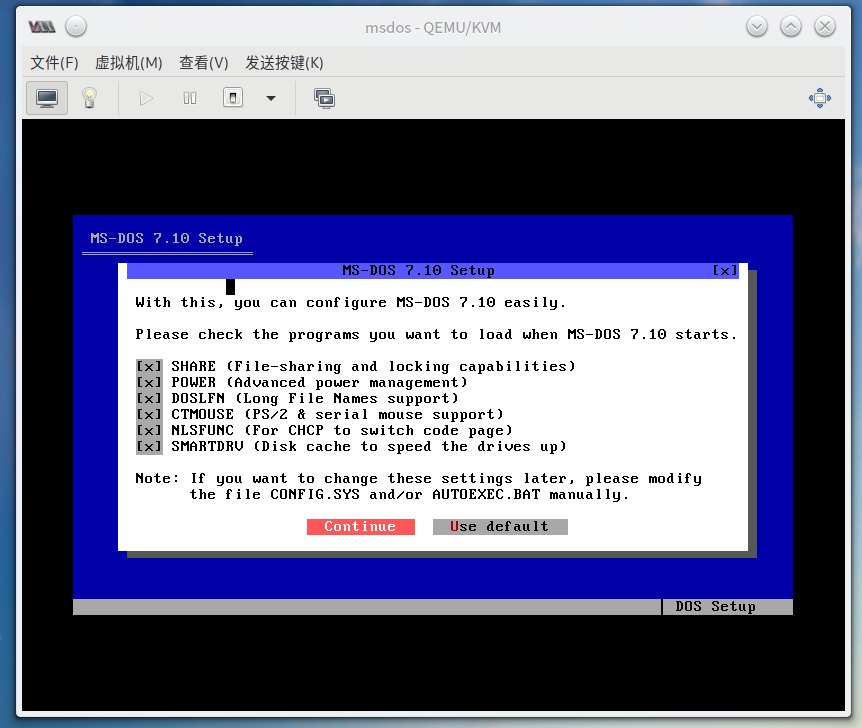 msdos - QEMU/KVM
文件(F) 虚拟机(M) 查看(V) 发送按键(K)
MS-DOS 7.10 Setup
MS-DOS 7.10 Setup [x]
With this, you can configure MS-DOS 7.10 easily.
Please check the programs you want to load when MS-DOS 7.10 starts.
[x] SHARE (File-sharing and locking capabilities)
[x] POWER (Advanced power management)
[x] DOSLFN (Long File Names support)
[x] CTMOUSE (PS/2 & serial mouse support)
[x] NLSFUNC (For CHCP to switch code page)
[x] SMARTDRV (Disk cache to speed the drives up)
Note: If you want to change these settings later, please modify
the file CONFIG.SYS and/or AUTOEXEC.BAT manually.
Continue Use default
DOS Setup